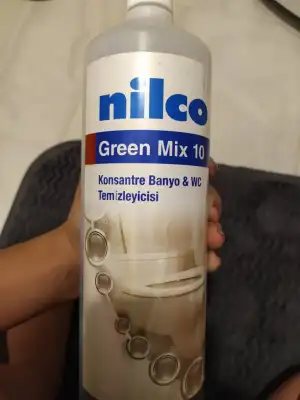 nilco
Green Mix 10
Konsantre Banyo & WC
Temizleyicisi